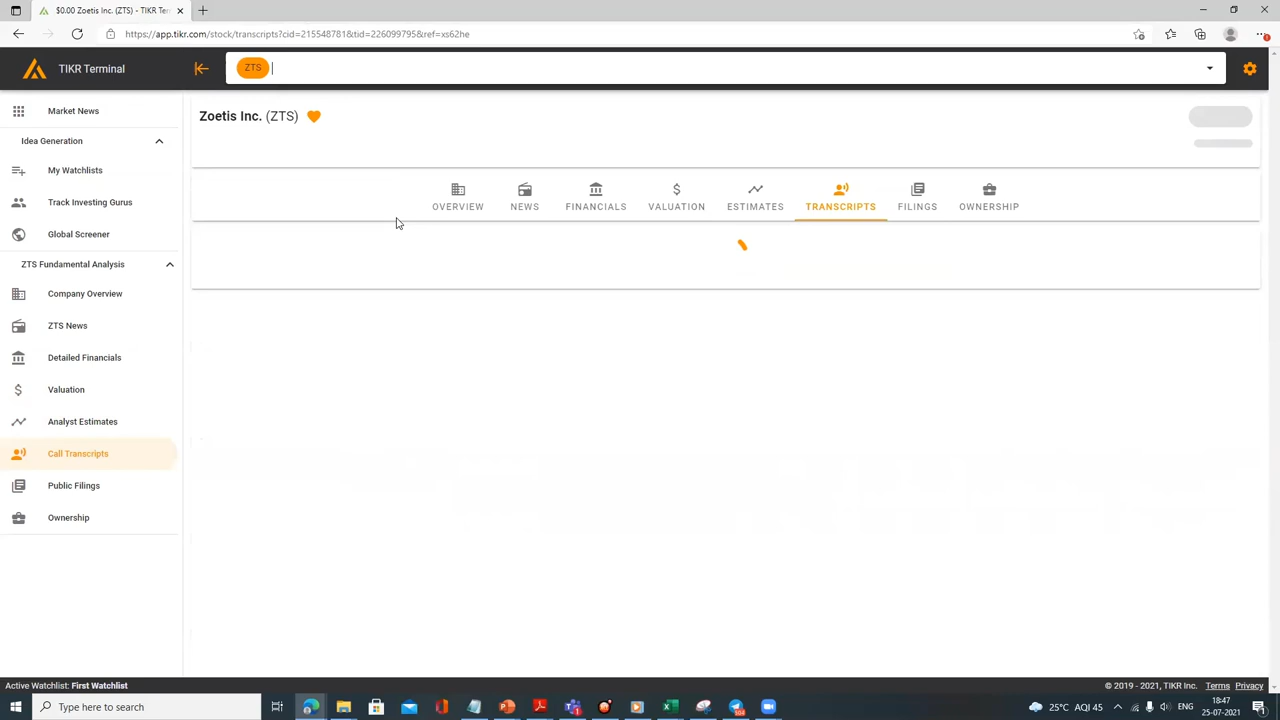 $0.00 Zoetis Inc. (ZTS) - TIKR Ter
https://app.tikr.com/stock/transcripts?cid=215548781&tid=226099795&ref=xs62he
TIKR Terminal
ZTS
Market News
Idea Generation
My Watchlists
Track Investing Gurus
Global Screener
ZTS Fundamental Analysis
Company Overview
ZTS News
Detailed Financials
Valuation
Analyst Estimates
Call Transcripts
Public Filings
Ownership
Zoetis Inc. (ZTS)
OVERVIEW
NEWS
FINANCIALS
VALUATION
ESTIMATES
TRANSCRIPTS
FILINGS
OWNERSHIP
Active Watchlist: First Watchlist
© 2019 - 2021, TIKR Inc. Terms Privacy
Type here to search
25°C AQI 45
18:47
25-07-2021